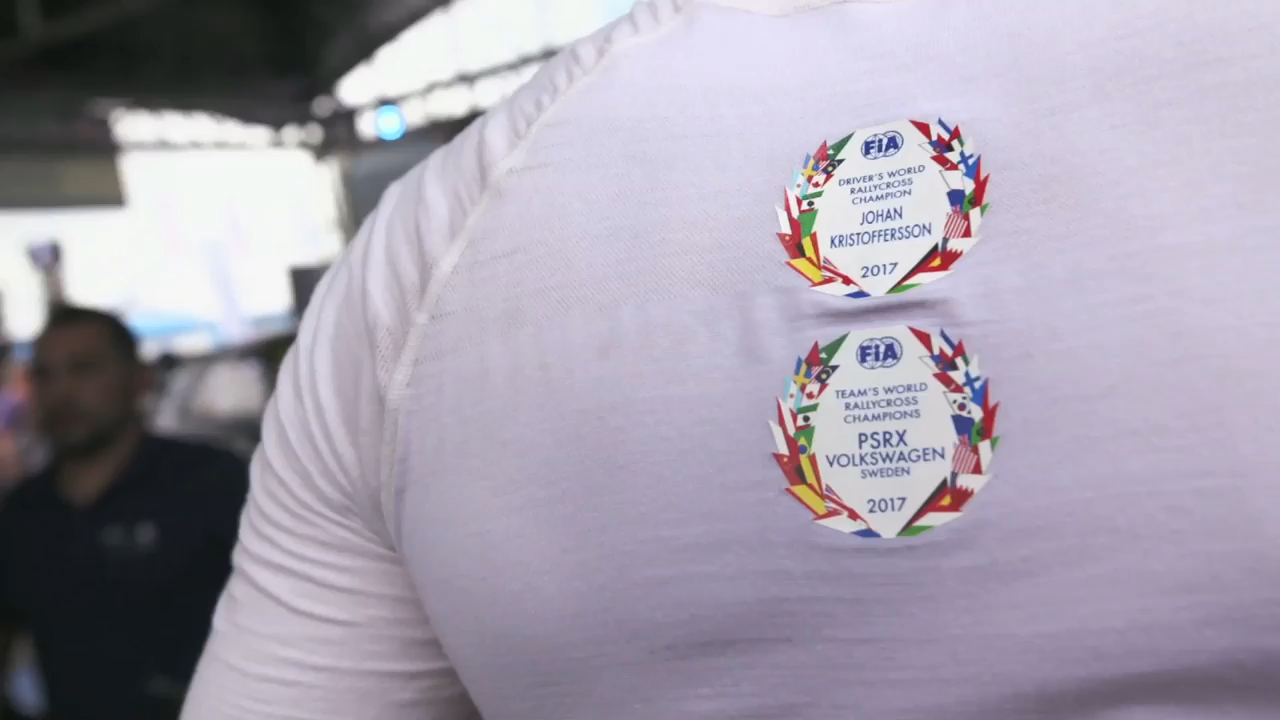 FiA
DRIVER'S WORLD
RALLYCROSS
CHAMPION
JOHAN
KRISTOFFERSSON
2017
FiA
TEAM'S WORLD
RALLYCROSS
CHAMPIONS
PSRX
VOLKSWAGEN
SWEDEN
2017